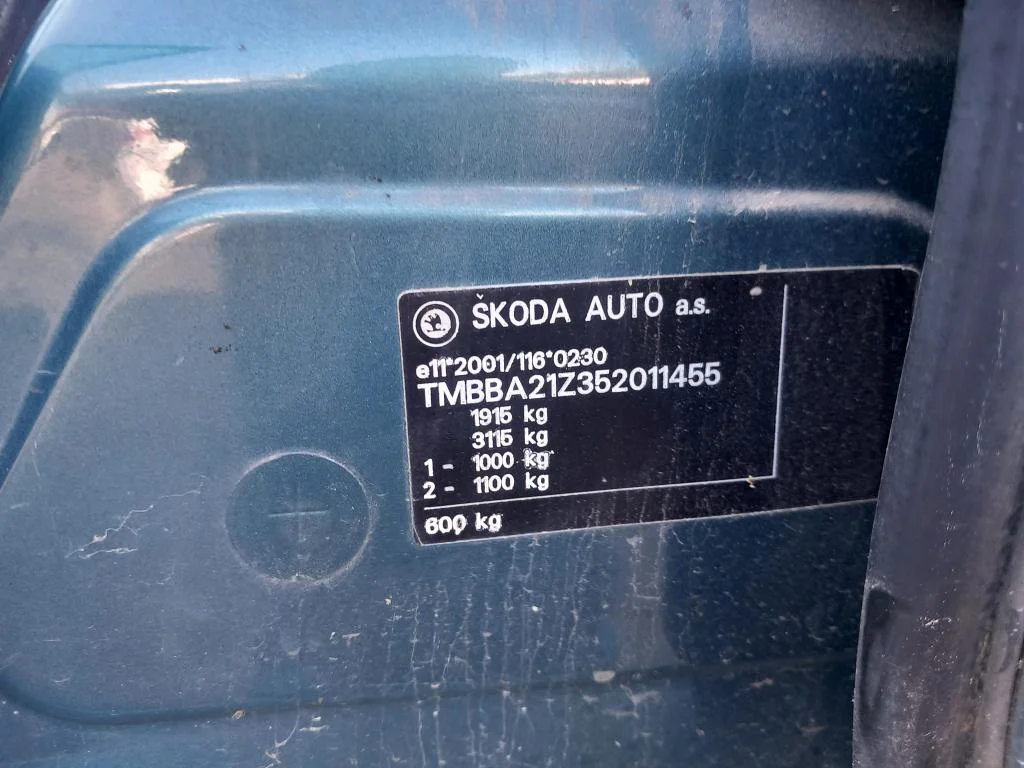 ŠKODA AUTO a.s.
e11*2001/116*0230
TMBBA21Z352011455
1915 kg
3115 kg
1 - 1000 kg
2 - 1100 kg
600 kg